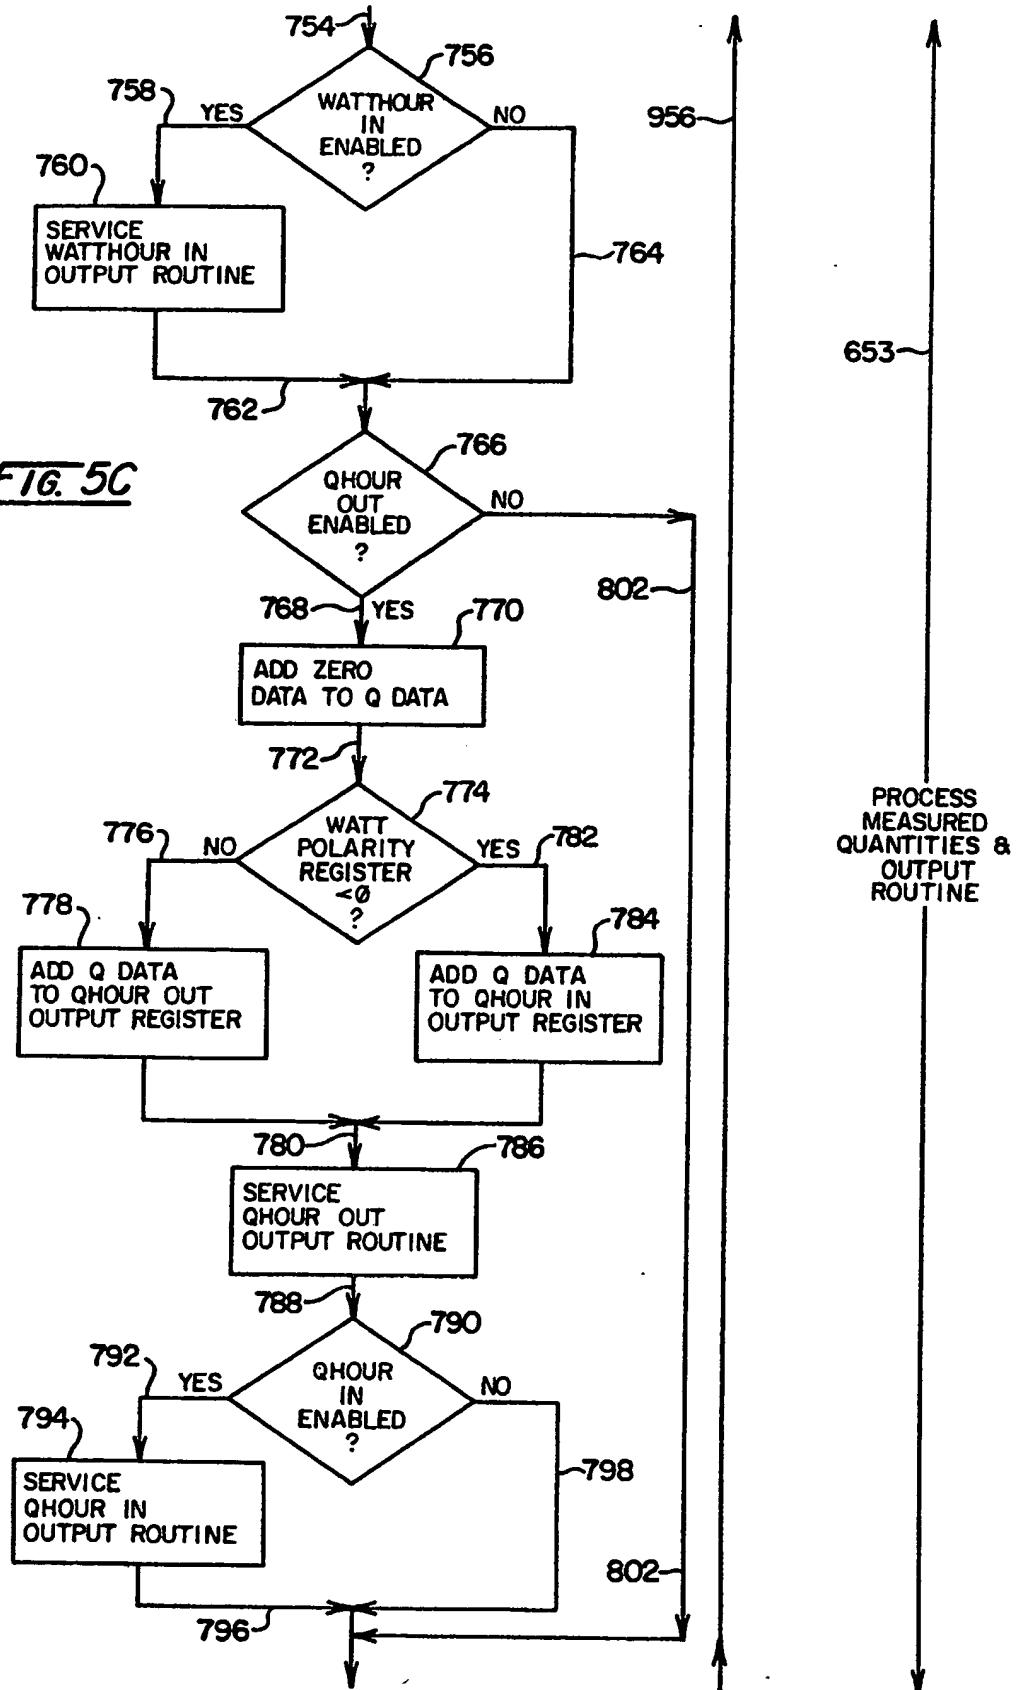 754
756
758
YES
WATTHOUR
IN
ENABLED
?
NO
956
760
SERVICE
WATTHOUR IN
OUTPUT ROUTINE
764
653
762
FIG. 5C
766
QHOUR
OUT
ENABLED
?
NO
802
768
YES
770
ADD ZERO
DATA TO Q DATA
772
774
776
NO
WATT
POLARITY
REGISTER
<0
?
YES
782
PROCESS
MEASURED
QUANTITIES &
OUTPUT
ROUTINE
778
ADD Q DATA
TO QHOUR OUT
OUTPUT REGISTER
784
ADD Q DATA
TO QHOUR IN
OUTPUT REGISTER
780
786
SERVICE
QHOUR OUT
OUTPUT ROUTINE
788
790
792
YES
QHOUR
IN
ENABLED
?
NO
794
SERVICE
QHOUR IN
OUTPUT ROUTINE
798
802
796